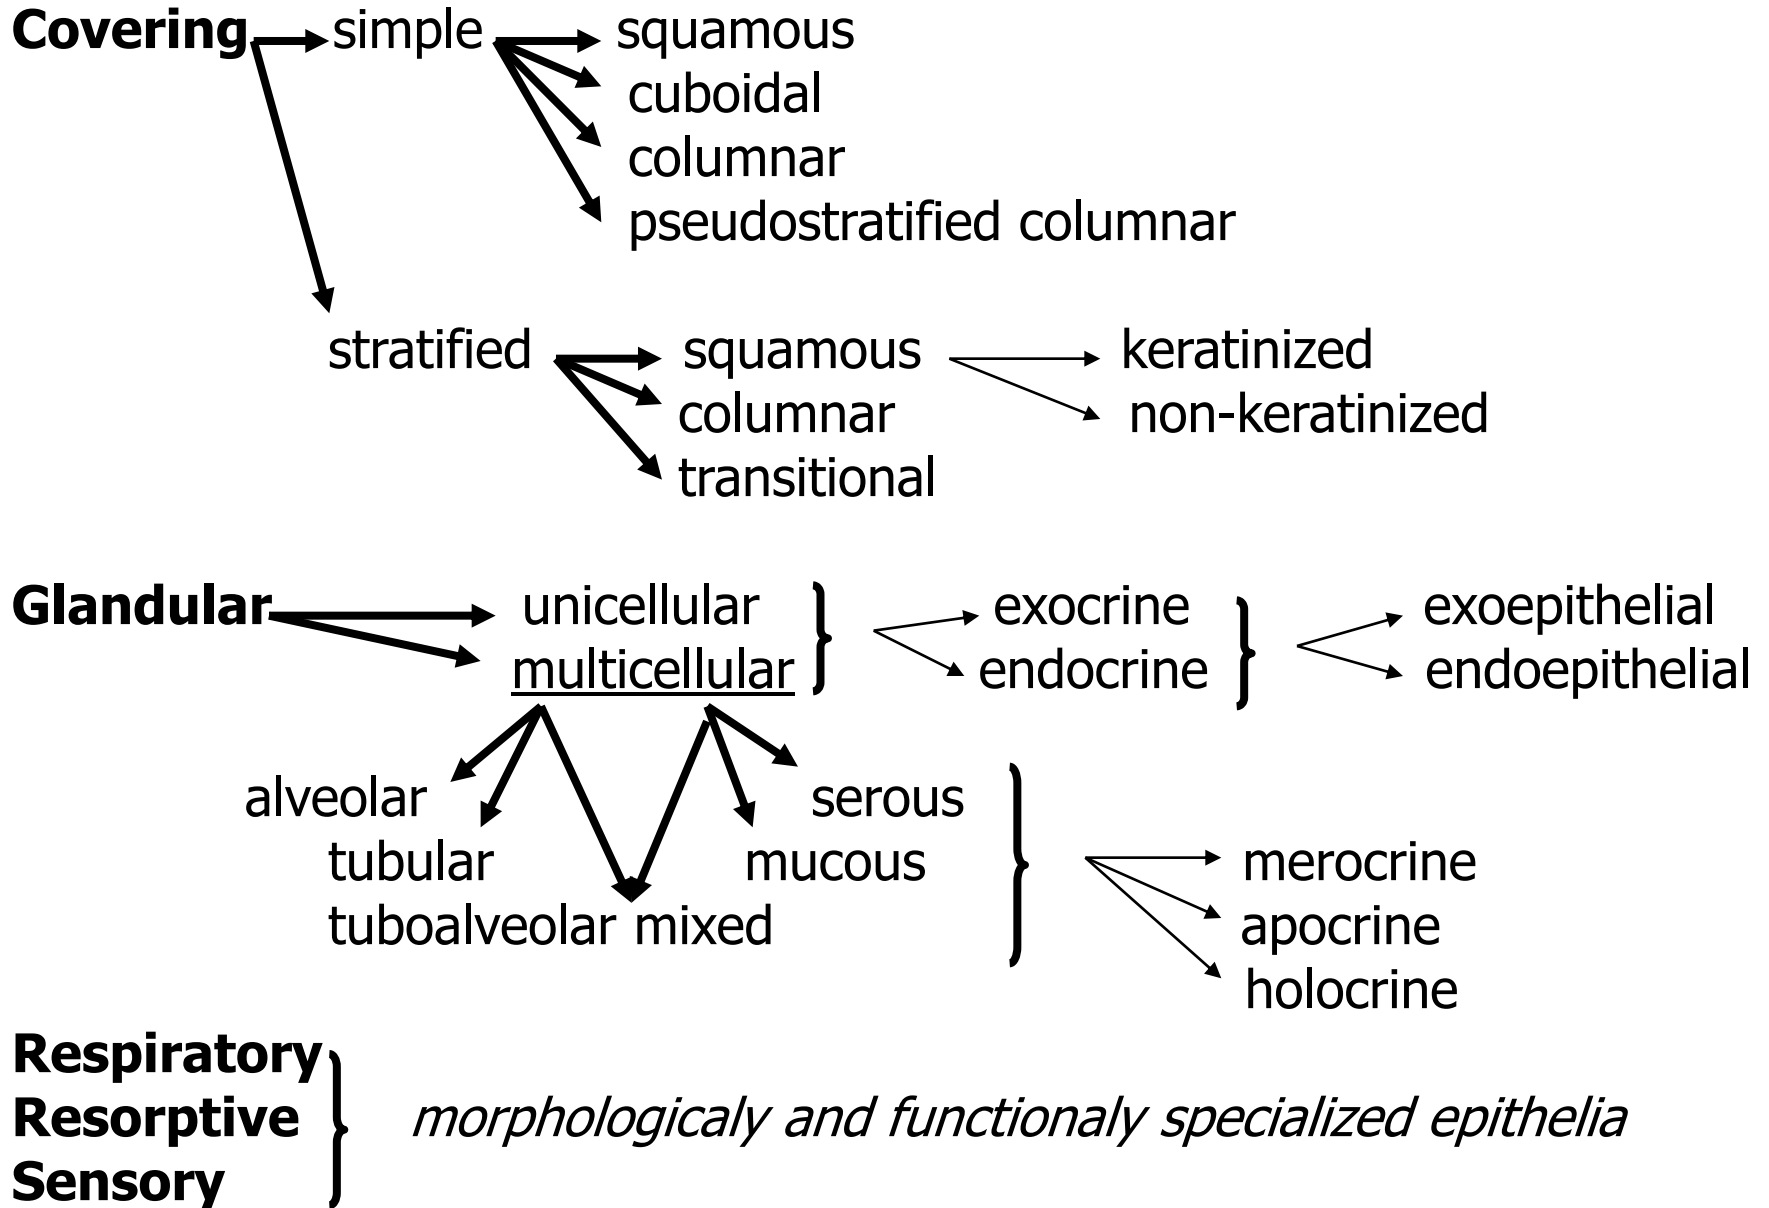 Covering simple squamous
cuboidal
columnar
pseudostratified columnar
stratified squamous keratinized
columnar non-keratinized
transitional
Glandular unicellular exocrine exoepithelial
multicellular endocrine endoepithelial
alveolar serous
tubular mucous merocrine
tuboalveolar mixed apocrine
holocrine
Respiratory
Resorptive morphologicaly and functionaly specialized epithelia
Sensory